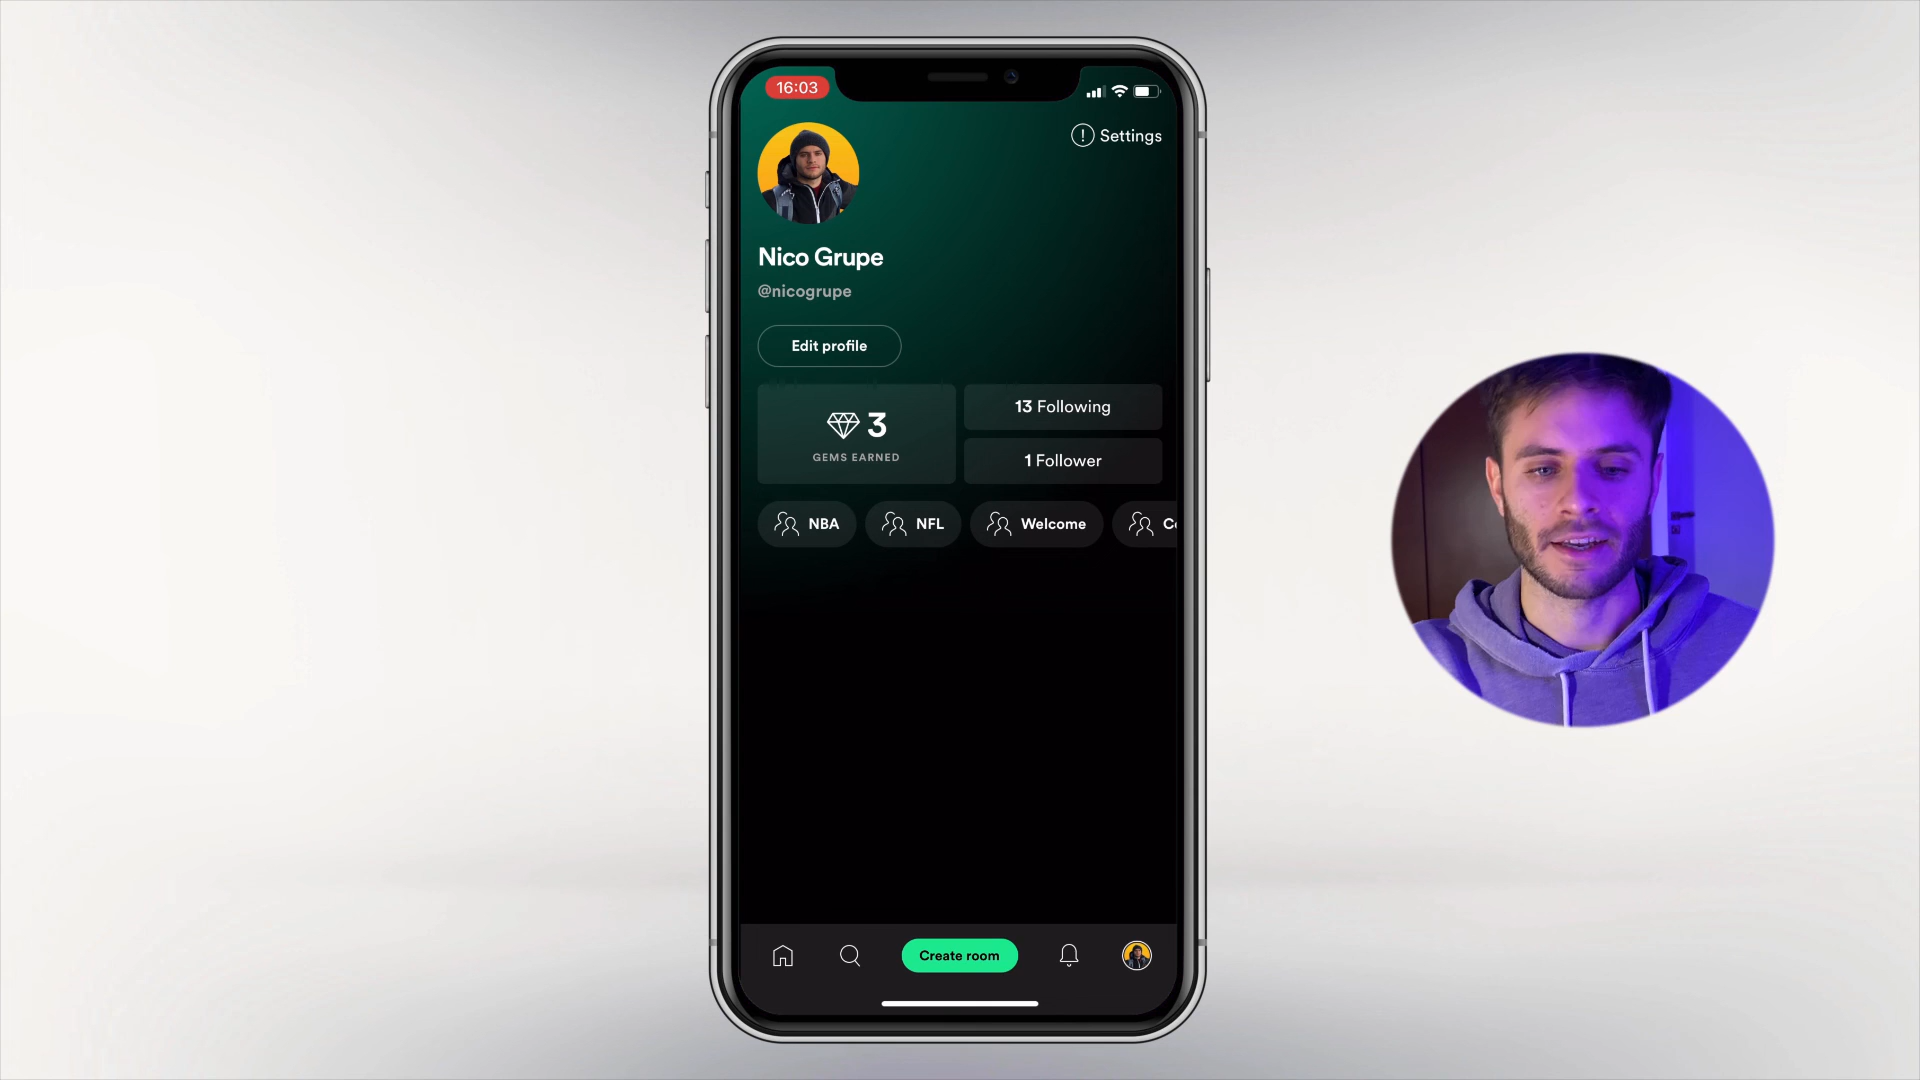 16:03
! Settings
Nico Grupe
@nicogrupe
Edit profile
3
GEMS EARNED
13 Following
1 Follower
NBA
NFL
Welcome
Create room